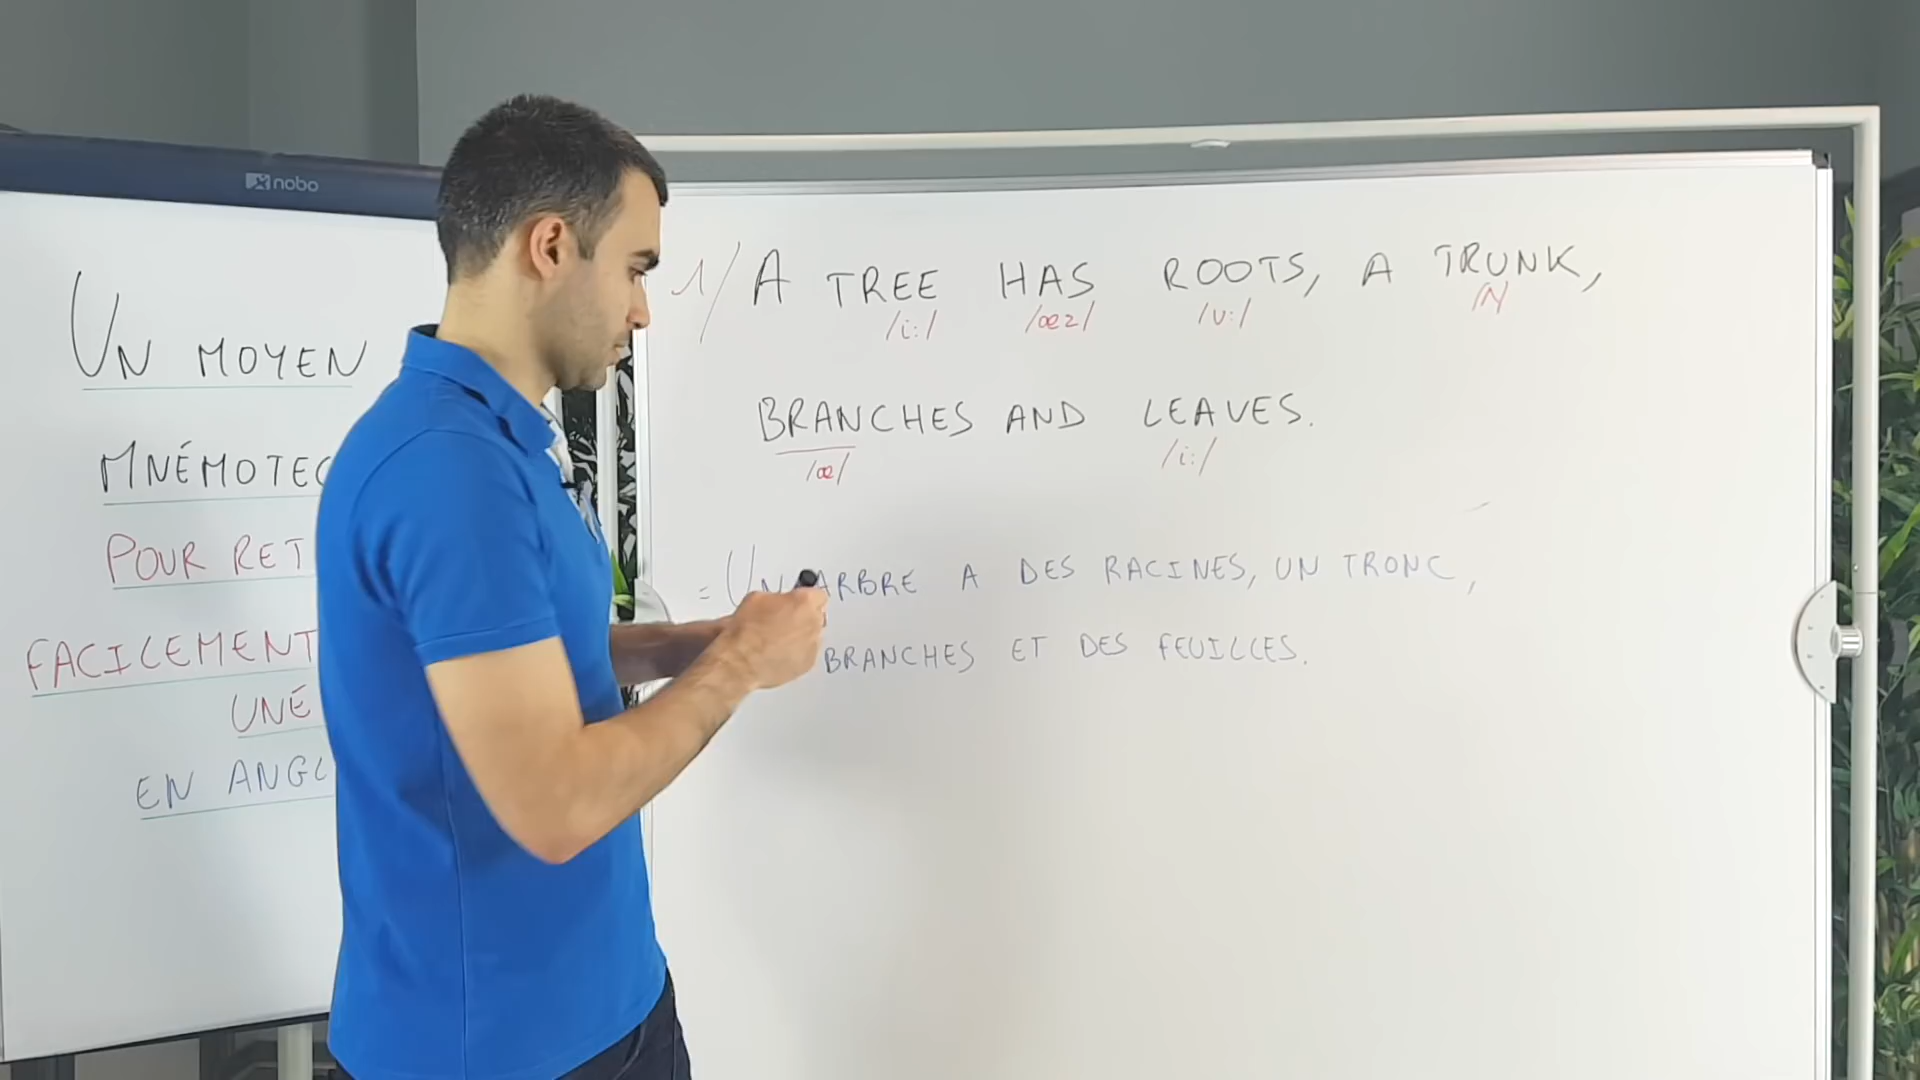 nobo
UN MOYEN
MNÉMOTEC
POUR RET
FACILEMENT
UNE
EN ANGL
1/ A TREE HAS ROOTS, A TRUNK,
/i:/ /æz/ /u:/ /ʌ/
BRANCHES AND LEAVES.
/æ/ /i:/
= UN ARBRE A DES RACINES, UN TRONC,
BRANCHES ET DES FEUILLES.